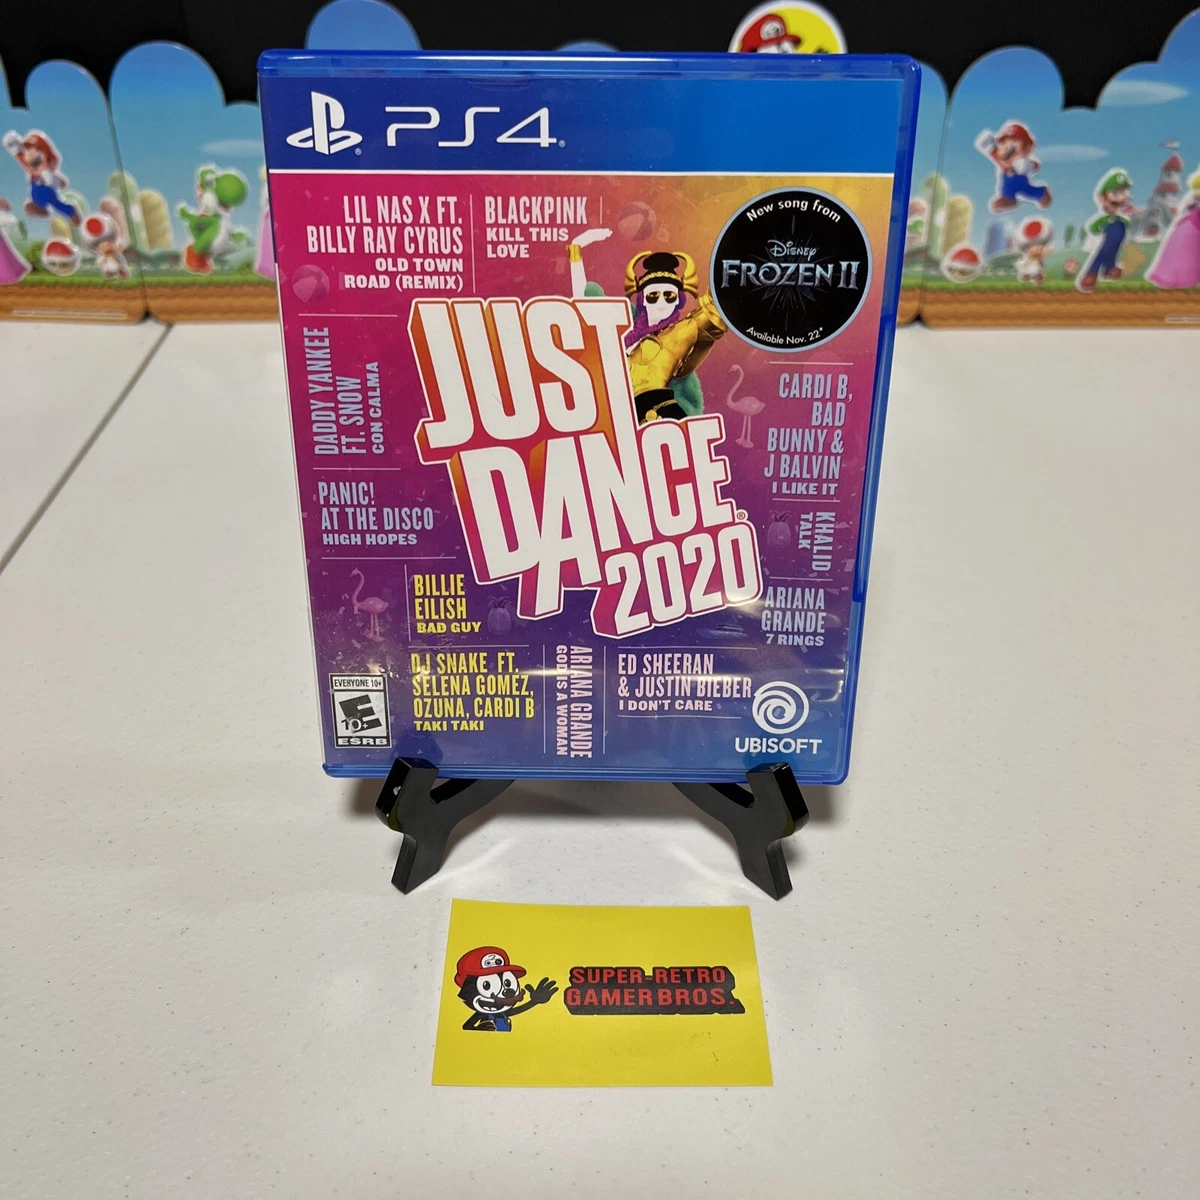 PS4
LIL NAS X FT.
BILLY RAY CYRUS
OLD TOWN
ROAD (REMIX)
BLACKPINK
KILL THIS
LOVE
New song from
Disney
FROZEN II
Available Nov. 22*
JUST
DANCE
2020
DADDY YANKEE
FT. SNOW
CON CALMA
CARDI B,
BAD
BUNNY &
J BALVIN
I LIKE IT
PANIC!
AT THE DISCO
HIGH HOPES
KHALID
TALK
BILLIE
EILISH
BAD GUY
ARIANA
GRANDE
7 RINGS
DJ SNAKE FT.
SELENA GOMEZ,
OZUNA, CARDI B
TAKI TAKI
ARIANA GRANDE
GOD IS A WOMAN
ED SHEERAN
& JUSTIN BIEBER
I DON'T CARE
EVERYONE 10+
E
10+
ESRB
UBISOFT
SUPER-RETRO
GAMER BROS.